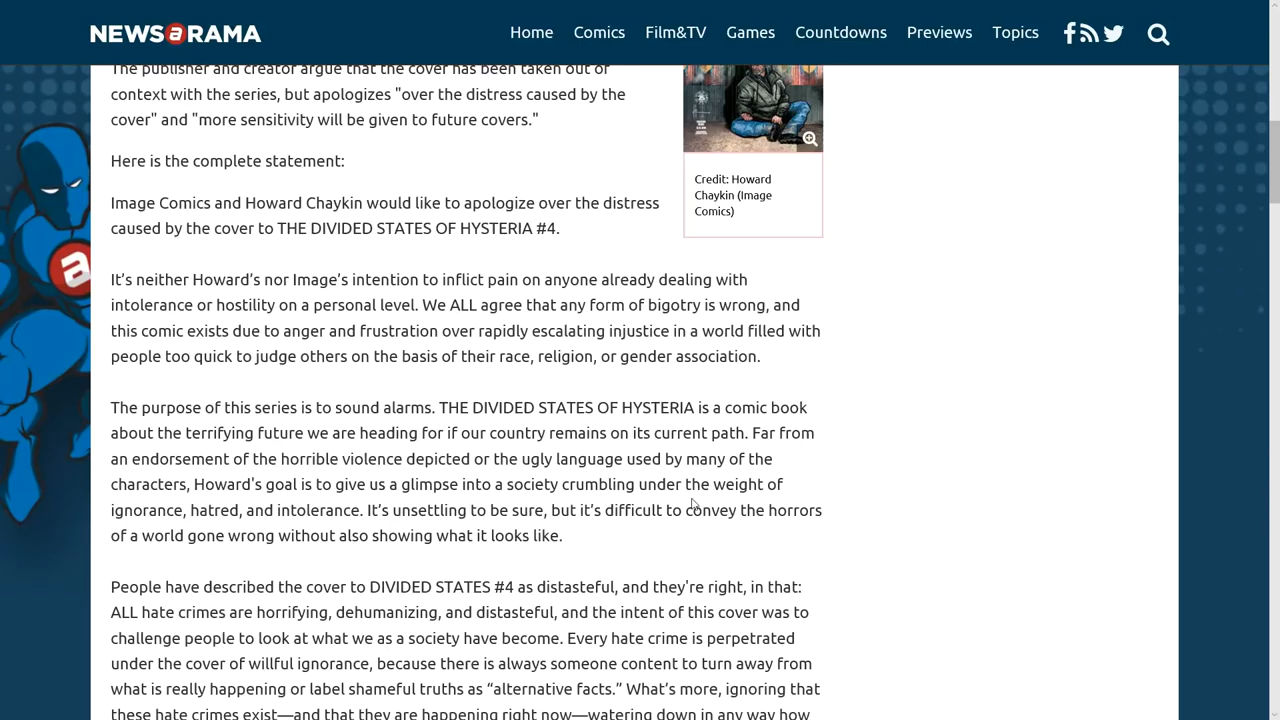 NEWSaRAMA
Home Comics Film&TV Games Countdowns Previews Topics
The publisher and creator argue that the cover has been taken out of
context with the series, but apologizes "over the distress caused by the
cover" and "more sensitivity will be given to future covers."
Here is the complete statement:
Credit: Howard
Chaykin (Image
Comics)
Image Comics and Howard Chaykin would like to apologize over the distress
caused by the cover to THE DIVIDED STATES OF HYSTERIA #4.
It’s neither Howard’s nor Image’s intention to inflict pain on anyone already dealing with
intolerance or hostility on a personal level. We ALL agree that any form of bigotry is wrong, and
this comic exists due to anger and frustration over rapidly escalating injustice in a world filled with
people too quick to judge others on the basis of their race, religion, or gender association.
The purpose of this series is to sound alarms. THE DIVIDED STATES OF HYSTERIA is a comic book
about the terrifying future we are heading for if our country remains on its current path. Far from
an endorsement of the horrible violence depicted or the ugly language used by many of the
characters, Howard's goal is to give us a glimpse into a society crumbling under the weight of
ignorance, hatred, and intolerance. It’s unsettling to be sure, but it’s difficult to convey the horrors
of a world gone wrong without also showing what it looks like.
People have described the cover to DIVIDED STATES #4 as distasteful, and they're right, in that:
ALL hate crimes are horrifying, dehumanizing, and distasteful, and the intent of this cover was to
challenge people to look at what we as a society have become. Every hate crime is perpetrated
under the cover of willful ignorance, because there is always someone content to turn away from
what is really happening or label shameful truths as “alternative facts.” What’s more, ignoring that
these hate crimes exist—and that they are happening right now—watering down in any way how